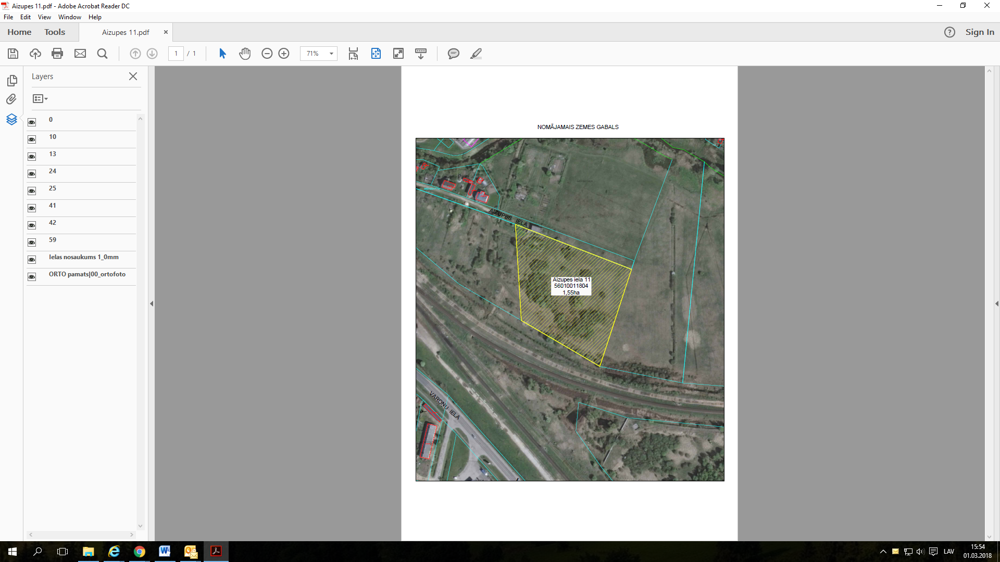 Aizupes 11.pdf - Adobe Acrobat Reader DC
File Edit View Window Help
Home Tools Aizupes 11.pdf Sign In
1 / 1 71%
Layers
0
10
13
24
25
41
42
59
Ielas nosaukums 1_0mm
ORTO pamats|00_ortofoto
NOMĀJAMAIS ZEMES GABALS
AIZUPES IELA
Aizupes iela 11
56010011804
1,55ha
VAROŅU IELA
LAV
15:54
01.03.2018